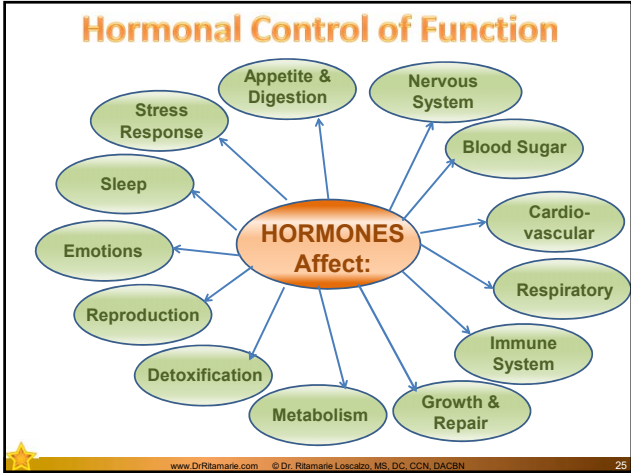 Hormonal Control of Function
Appetite &
Digestion
Nervous
System
Stress
Response
Blood Sugar
Sleep
Cardio-
vascular
HORMONES
Affect:
Emotions
Respiratory
Reproduction
Immune
System
Detoxification
Metabolism
Growth &
Repair
www.DrRitamarie.com © Dr. Ritamarie Loscalzo, MS, DC, CCN, DACBN 25